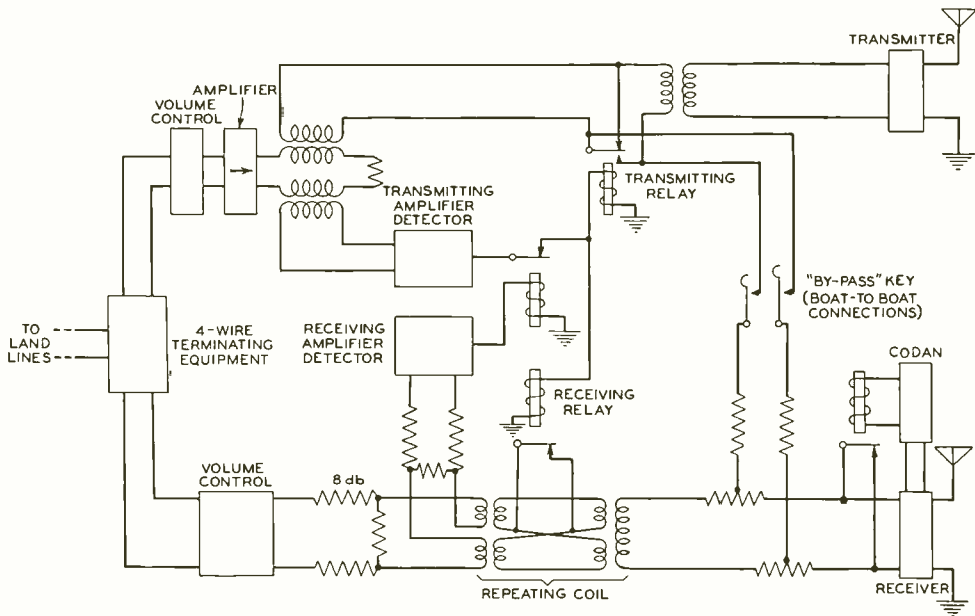 TRANSMITTER
AMPLIFIER
VOLUME
CONTROL
TRANSMITTING
RELAY
TRANSMITTING
AMPLIFIER
DETECTOR
"BY-PASS" KEY
(BOAT-TO BOAT
CONNECTIONS)
TO
LAND
LINES
4-WIRE
TERMINATING
EQUIPMENT
RECEIVING
AMPLIFIER
DETECTOR
CODAN
RECEIVING
RELAY
VOLUME
CONTROL
8 db
REPEATING COIL
RECEIVER